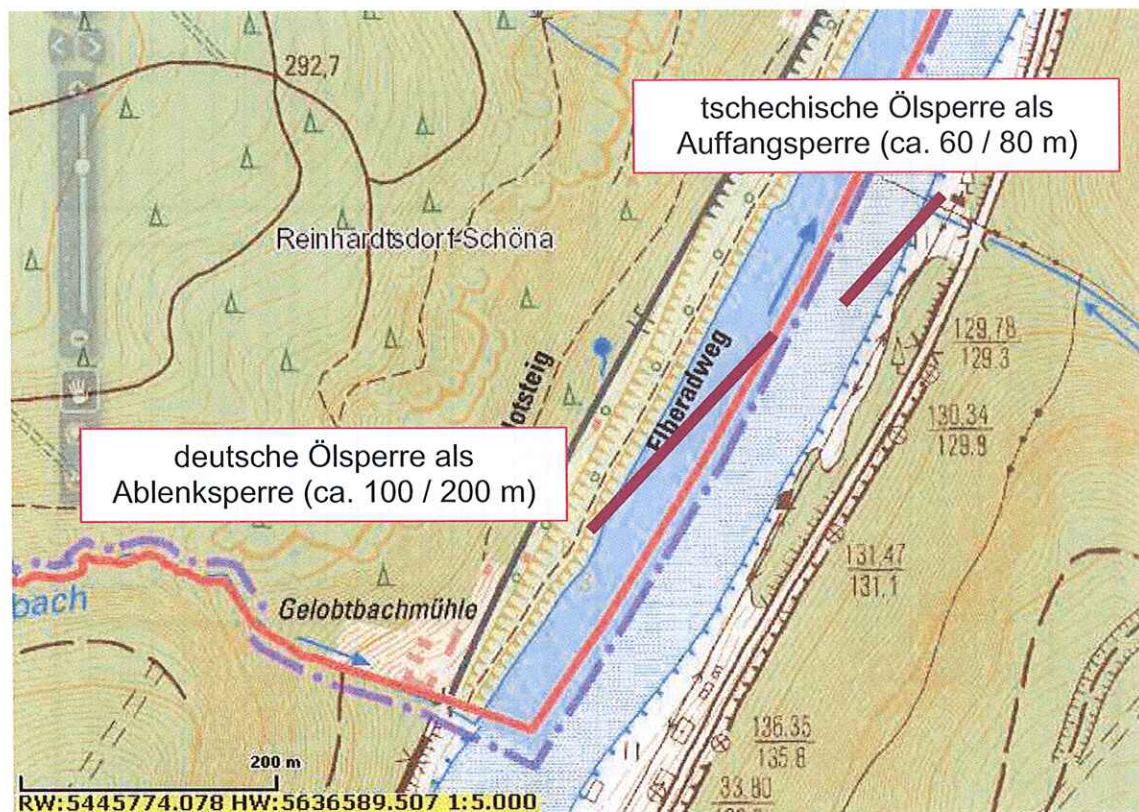 292,7
tschechische Ölsperre als
Auffangsperre (ca. 60 / 80 m)
Reinhardtsdorf-Schöna
129,78
129.3
Elberadweg
130,34
129.9
deutsche Ölsperre als
Ablenksperre (ca. 100 / 200 m)
131,47
131,1
bach
Gelobtbachmühle
136.35
135.8
200 m
33.80
RW:5445774.078 HW:5636589.507 1:5.000